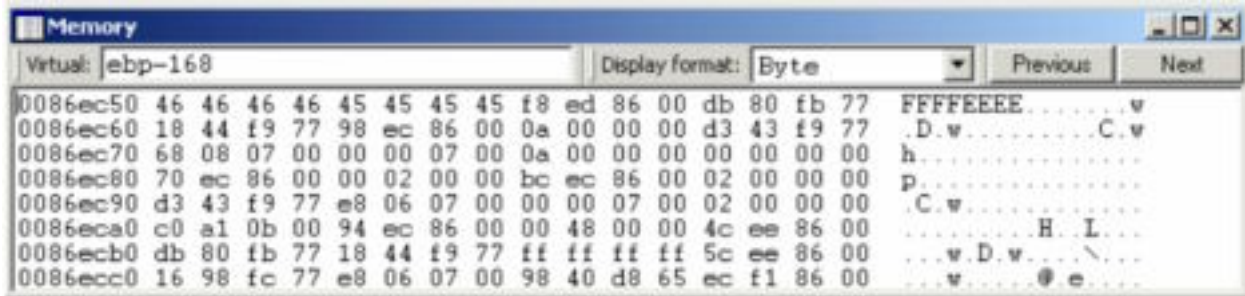 Memory
Virtual: ebp-168 Display format: Byte Previous Next
0086ec50 46 46 46 46 45 45 45 45 f8 ed 86 00 db 80 fb 77 FFFFEEEE.......w
0086ec60 18 44 f9 77 98 ec 86 00 0a 00 00 00 d3 43 f9 77 .D.w.........C.w
0086ec70 68 08 07 00 00 00 07 00 0a 00 00 00 00 00 00 00 h...............
0086ec80 70 ec 86 00 00 02 00 00 bc ec 86 00 02 00 00 00 p...............
0086ec90 d3 43 f9 77 e8 06 07 00 00 00 07 00 02 00 00 00 .C.w............
0086eca0 c0 a1 0b 00 94 ec 86 00 00 48 00 00 4c ee 86 00 .........H..L...
0086ecb0 db 80 fb 77 18 44 f9 77 ff ff ff ff 5c ee 86 00 ...w.D.w....\...
0086ecc0 16 98 fc 77 e8 06 07 00 98 40 d8 65 ec f1 86 00 ...w.....@.e....